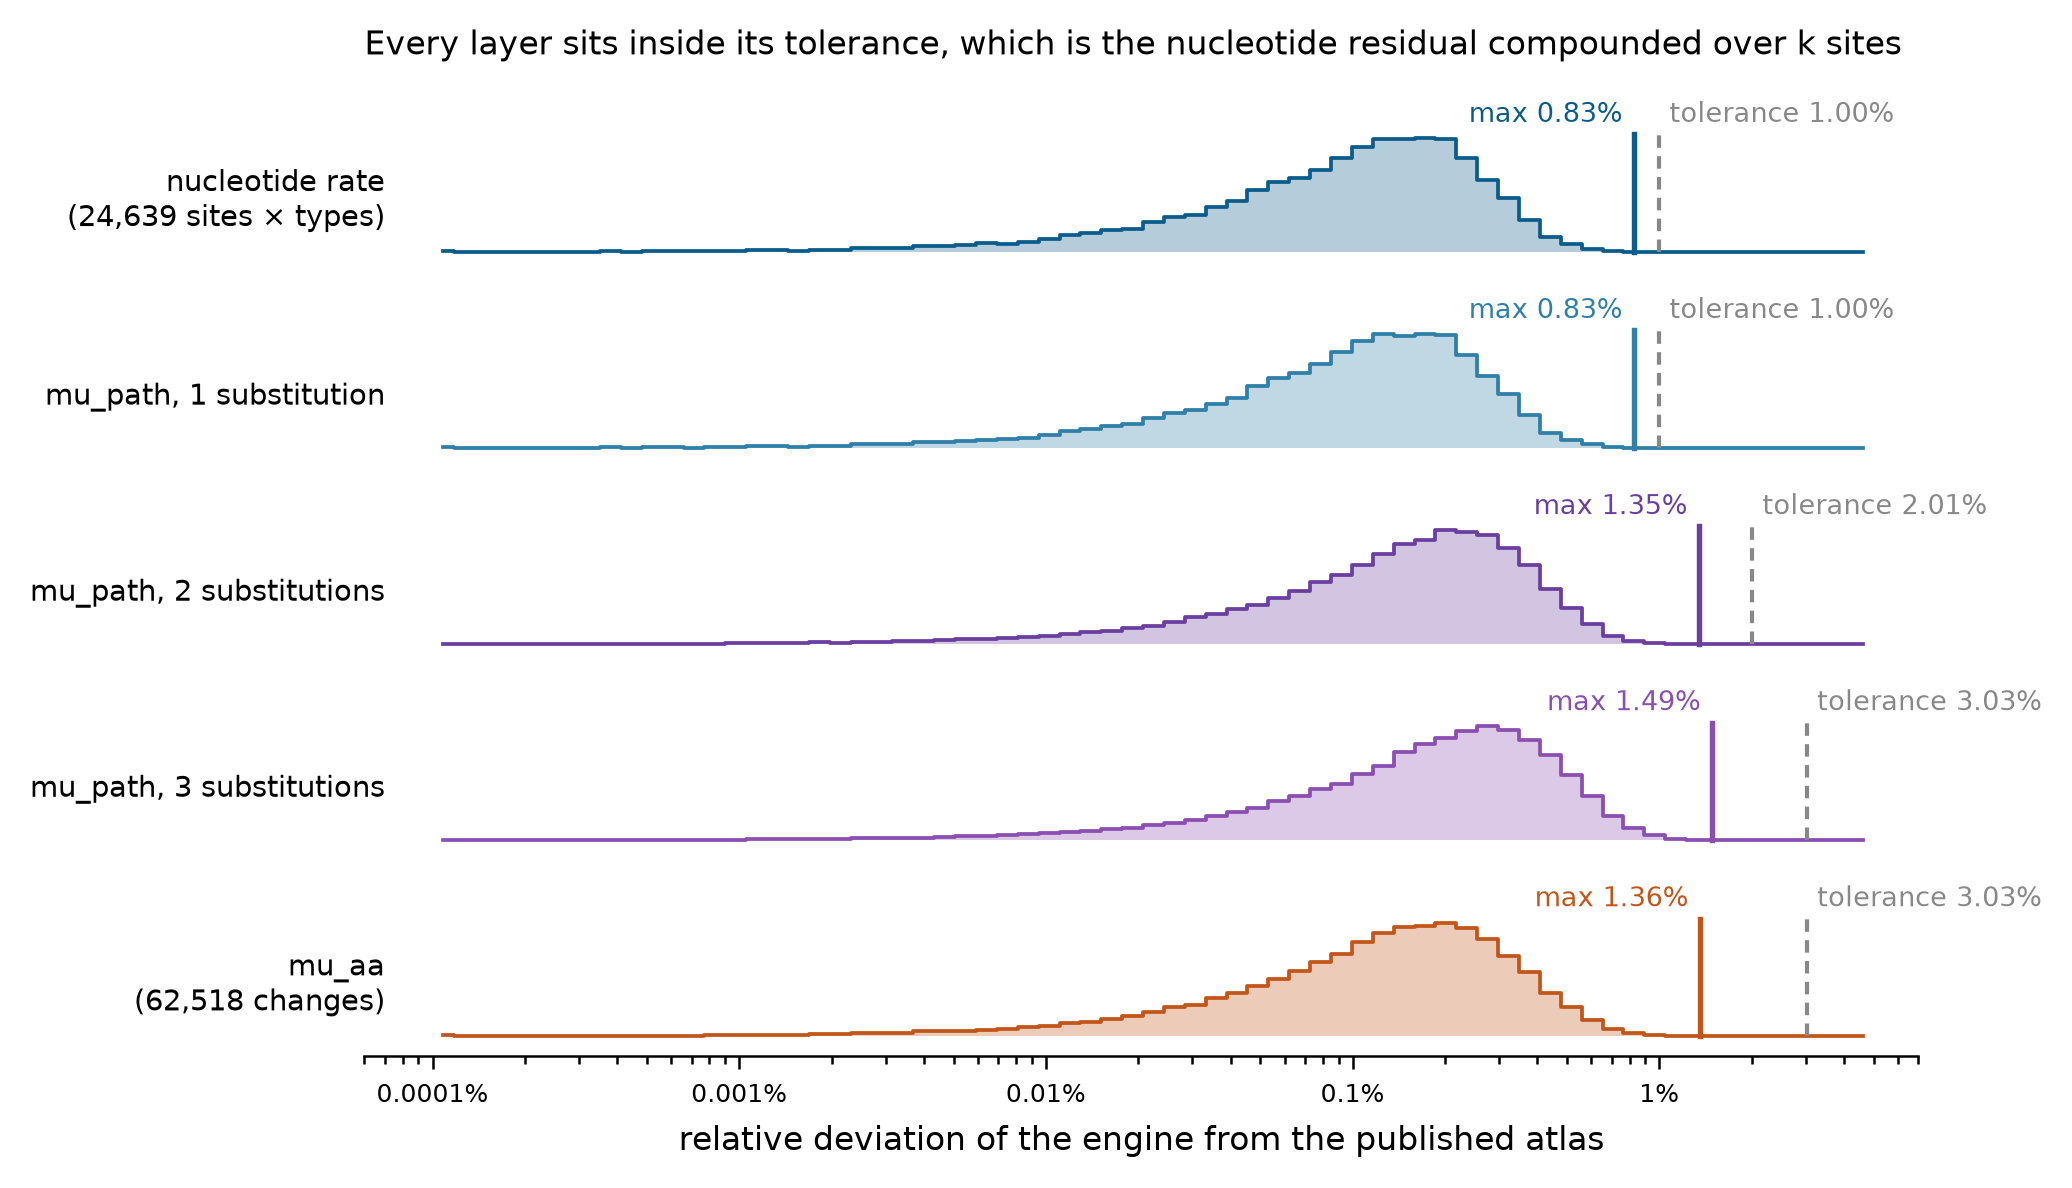 Every layer sits inside its tolerance, which is the nucleotide residual compounded over k sites
max 0.83%
tolerance 1.00%
nucleotide rate
(24,639 sites × types)
max 0.83%
tolerance 1.00%
mu_path, 1 substitution
max 1.35%
tolerance 2.01%
mu_path, 2 substitutions
max 1.49%
tolerance 3.03%
mu_path, 3 substitutions
max 1.36%
tolerance 3.03%
mu_aa
(62,518 changes)
0.0001%
0.001%
0.01%
0.1%
1%
relative deviation of the engine from the published atlas